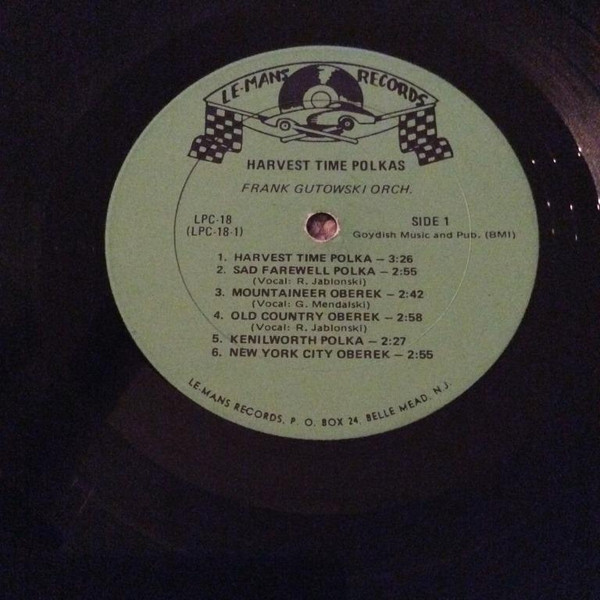 LE-MANS RECORDS
HARVEST TIME POLKAS
FRANK GUTOWSKI ORCH.
LPC-18
(LPC-18-1)
SIDE 1
Goydish Music and Pub. (BMI)
1. HARVEST TIME POLKA – 3:26
2. SAD FAREWELL POLKA – 2:55
(Vocal: R. Jablonski)
3. MOUNTAINEER OBEREK – 2:42
(Vocal: G. Mendalski)
4. OLD COUNTRY OBEREK – 2:58
(Vocal: R. Jablonski)
5. KENILWORTH POLKA – 2:27
6. NEW YORK CITY OBEREK – 2:55
LE-MANS RECORDS, P. O. BOX 24, BELLE MEAD, N.J.